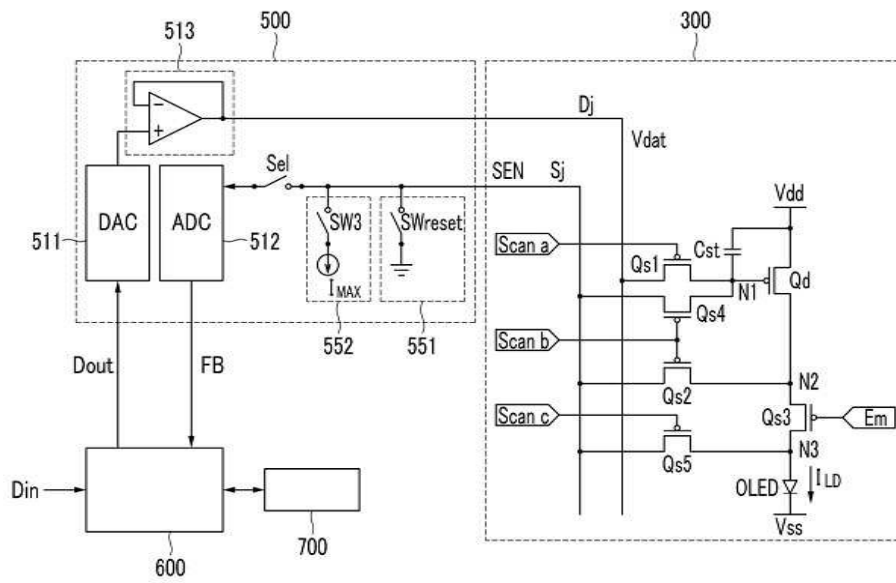 500
300
513
Dj
Vdat
Sel
SEN
Sj
Vdd
DAC
ADC
SW3
SWreset
511
512
Scan a
Cst
Qs1
N1
Qd
IMAX
Qs4
552
551
Scan b
Dout
FB
Qs2
N2
Scan c
Qs3
Em
N3
Qs5
Din
OLED
ILD
Vss
700
600